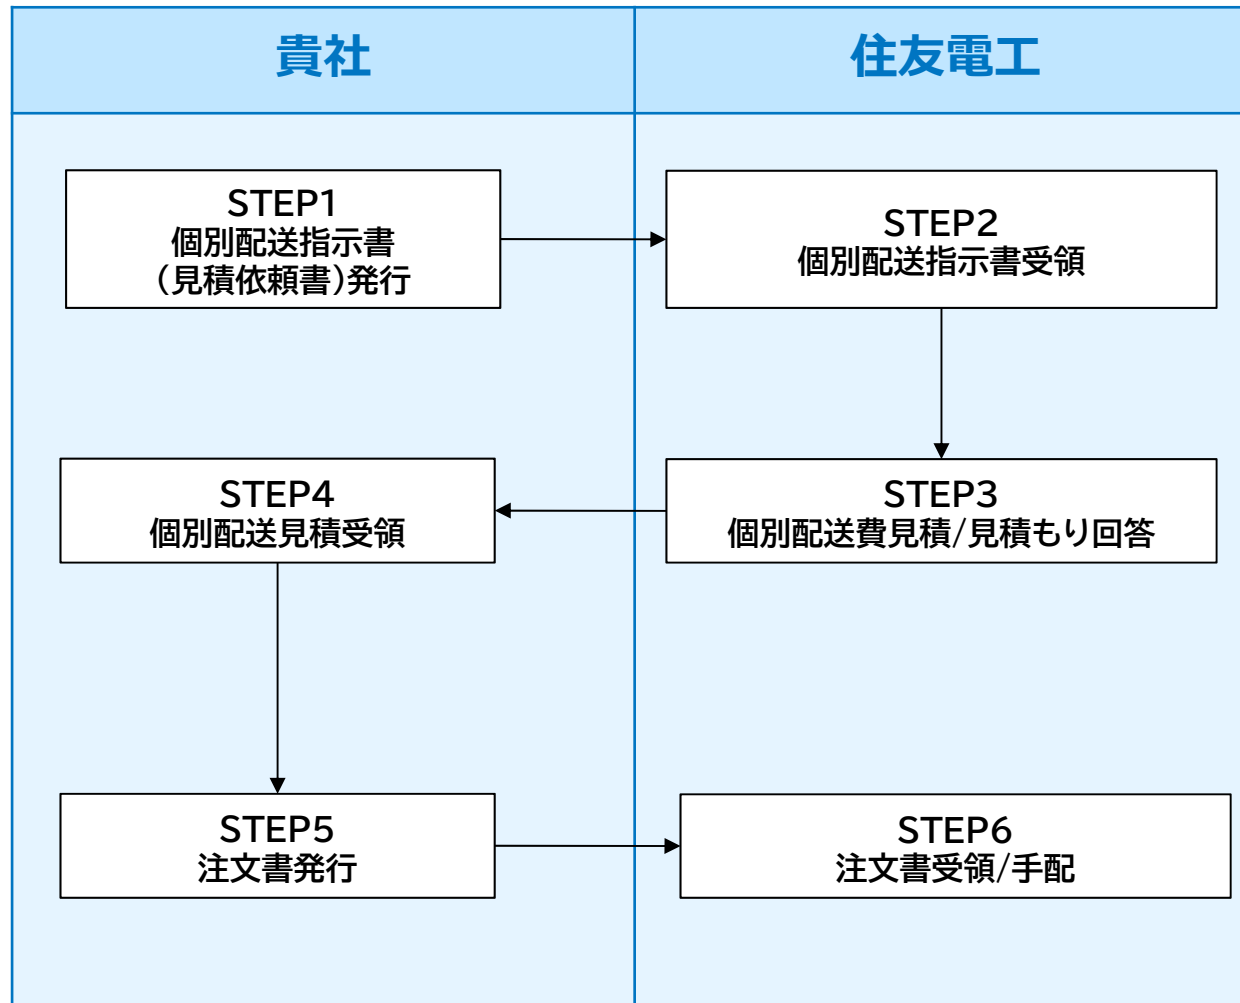 貴社
住友電工
STEP1
個別配送指示書
(見積依頼書)発行
STEP2
個別配送指示書受領
STEP4
個別配送見積受領
STEP3
個別配送費見積/見積もり回答
STEP5
注文書発行
STEP6
注文書受領/手配